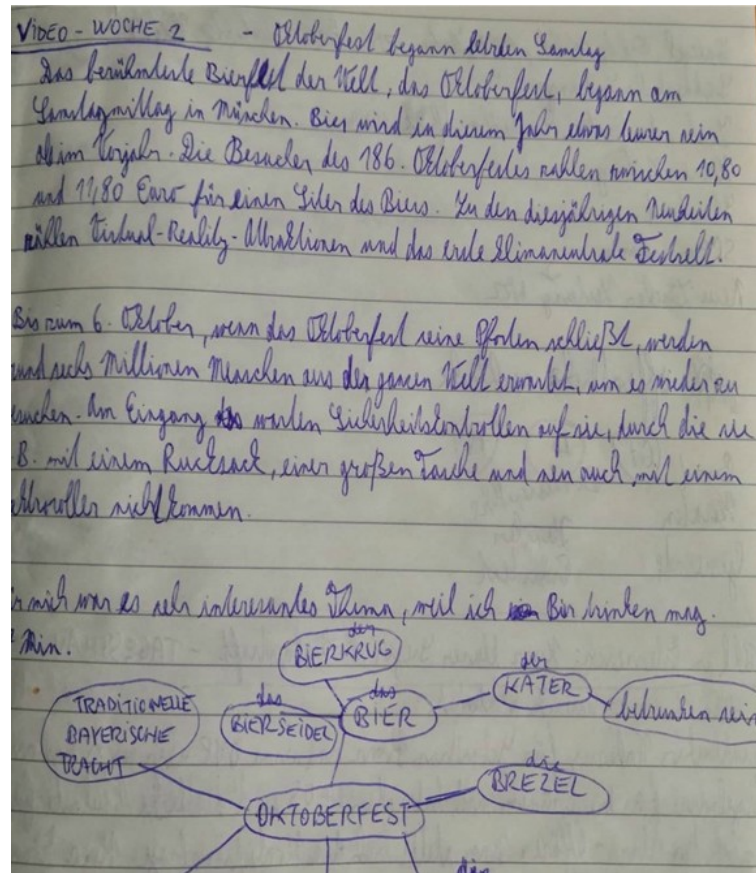 VIDEO - WOCHE 2 - Oktoberfest begann letzten Samstag
Das berühmteste Bierfest der Welt, das Oktoberfest, begann am
Samstagmittag in München. Bier wird in diesem Jahr etwas teurer sein
als im Vorjahr. Die Besucher des 186. Oktoberfestes zahlen zwischen 10,80
und 11,80 Euro für einen Liter des Biers. Zu den diesjährigen Neuheiten
zählen Virtual-Reality-Attraktionen und das erste klimaneutrale Festzelt.
Bis zum 6. Oktober, wenn das Oktoberfest seine Pforten schließt, werden
rund sechs Millionen Menschen aus der ganzen Welt erwartet, um es wieder zu
suchen. Am Eingang warten Sicherheitskontrollen auf sie, durch die sie
B. mit einem Rucksack, einer großen Tasche und neu auch mit einem
nicht kommen.
mich war es sehr interessantes Thema, weil ich Bier trinken mag.
Min.
der
BIERKRUG
der
KATER
das
BIERSEIDEL
das
BIER
betrunken sein
TRADITIONELLE
BAYERISCHE
TRACHT
die
BREZEL
OKTOBERFEST